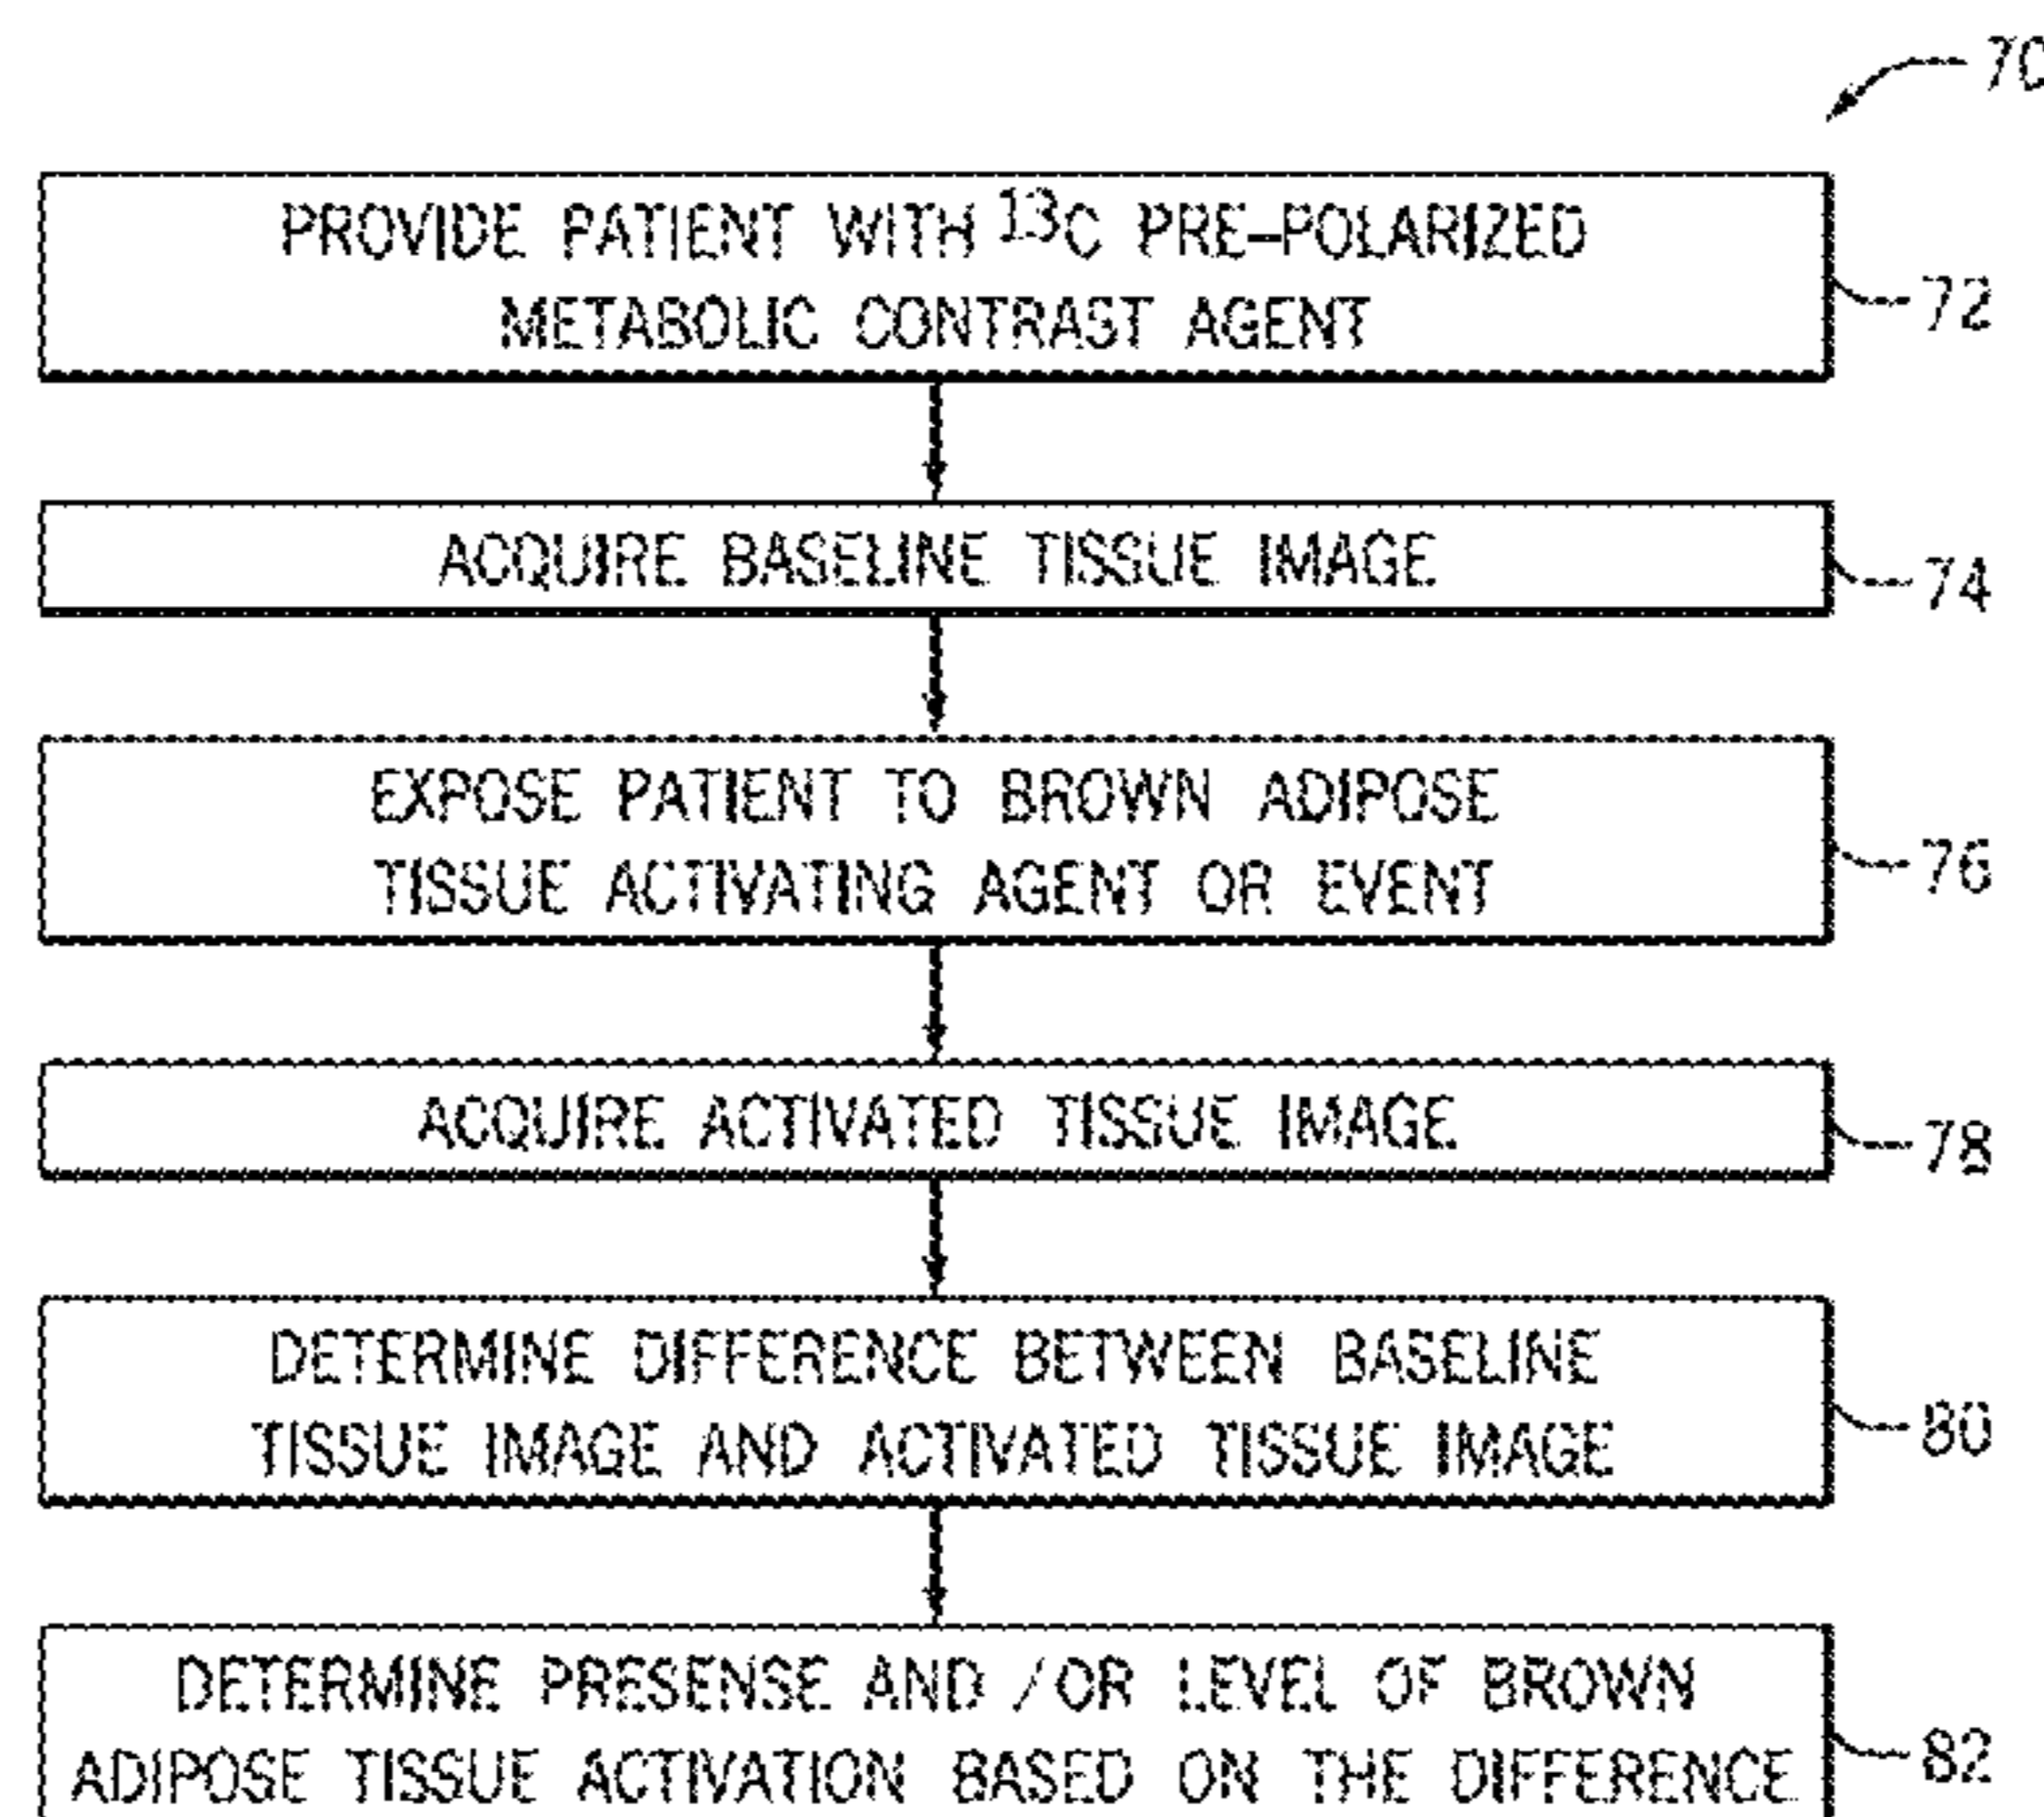 70
PROVIDE PATIENT WITH ¹³C PRE-POLARIZED
METABOLIC CONTRAST AGENT
72
ACQUIRE BASELINE TISSUE IMAGE
74
EXPOSE PATIENT TO BROWN ADIPOSE
TISSUE ACTIVATING AGENT OR EVENT
76
ACQUIRE ACTIVATED TISSUE IMAGE
78
DETERMINE DIFFERENCE BETWEEN BASELINE
TISSUE IMAGE AND ACTIVATED TISSUE IMAGE
80
DETERMINE PRESENSE AND /OR LEVEL OF BROWN
ADIPOSE TISSUE ACTIVATION BASED ON THE DIFFERENCE
82